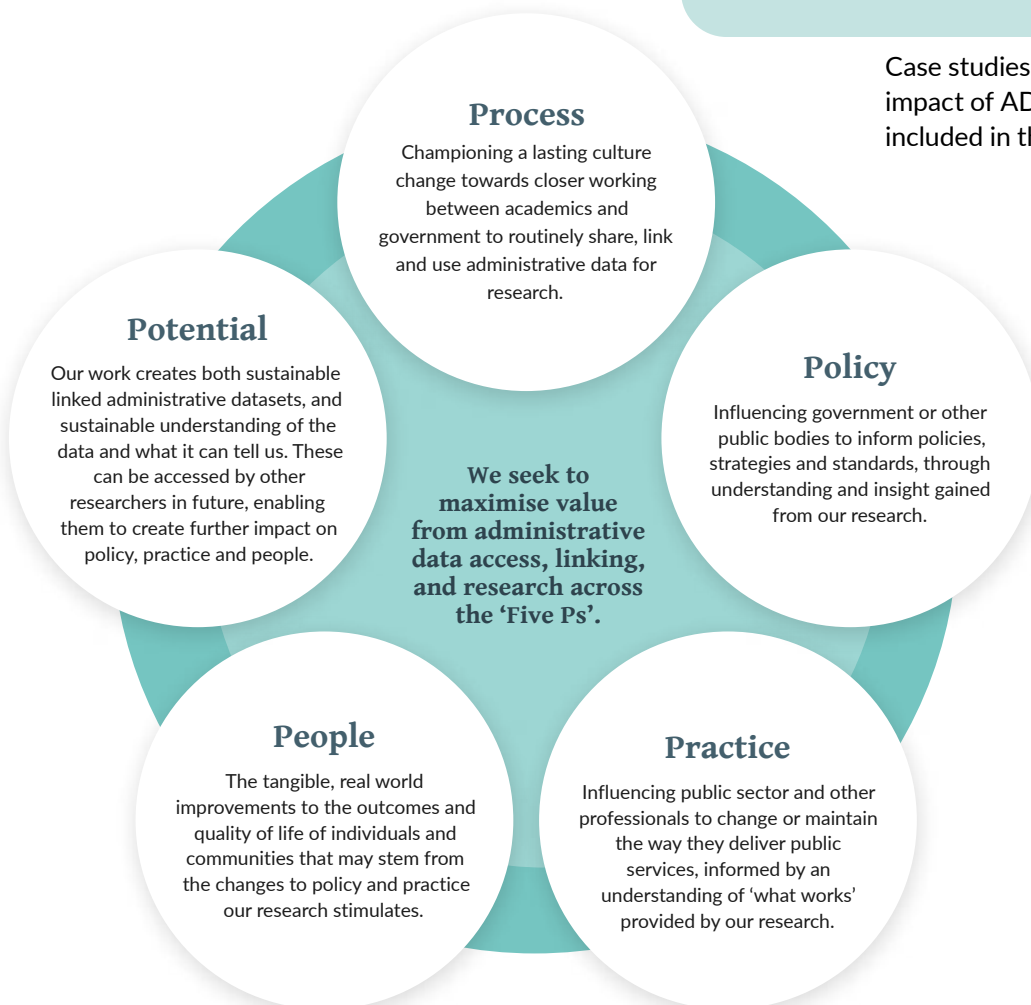 Case studies
impact of AD
included in th
Process
Championing a lasting culture
change towards closer working
between academics and
government to routinely share, link
and use administrative data for
research.
Potential
Our work creates both sustainable
linked administrative datasets, and
sustainable understanding of the
data and what it can tell us. These
can be accessed by other
researchers in future, enabling
them to create further impact on
policy, practice and people.
Policy
Influencing government or other
public bodies to inform policies,
strategies and standards, through
understanding and insight gained
from our research.
We seek to
maximise value
from administrative
data access, linking,
and research across
the ‘Five Ps’.
People
The tangible, real world
improvements to the outcomes and
quality of life of individuals and
communities that may stem from
the changes to policy and practice
our research stimulates.
Practice
Influencing public sector and other
professionals to change or maintain
the way they deliver public
services, informed by an
understanding of ‘what works’
provided by our research.